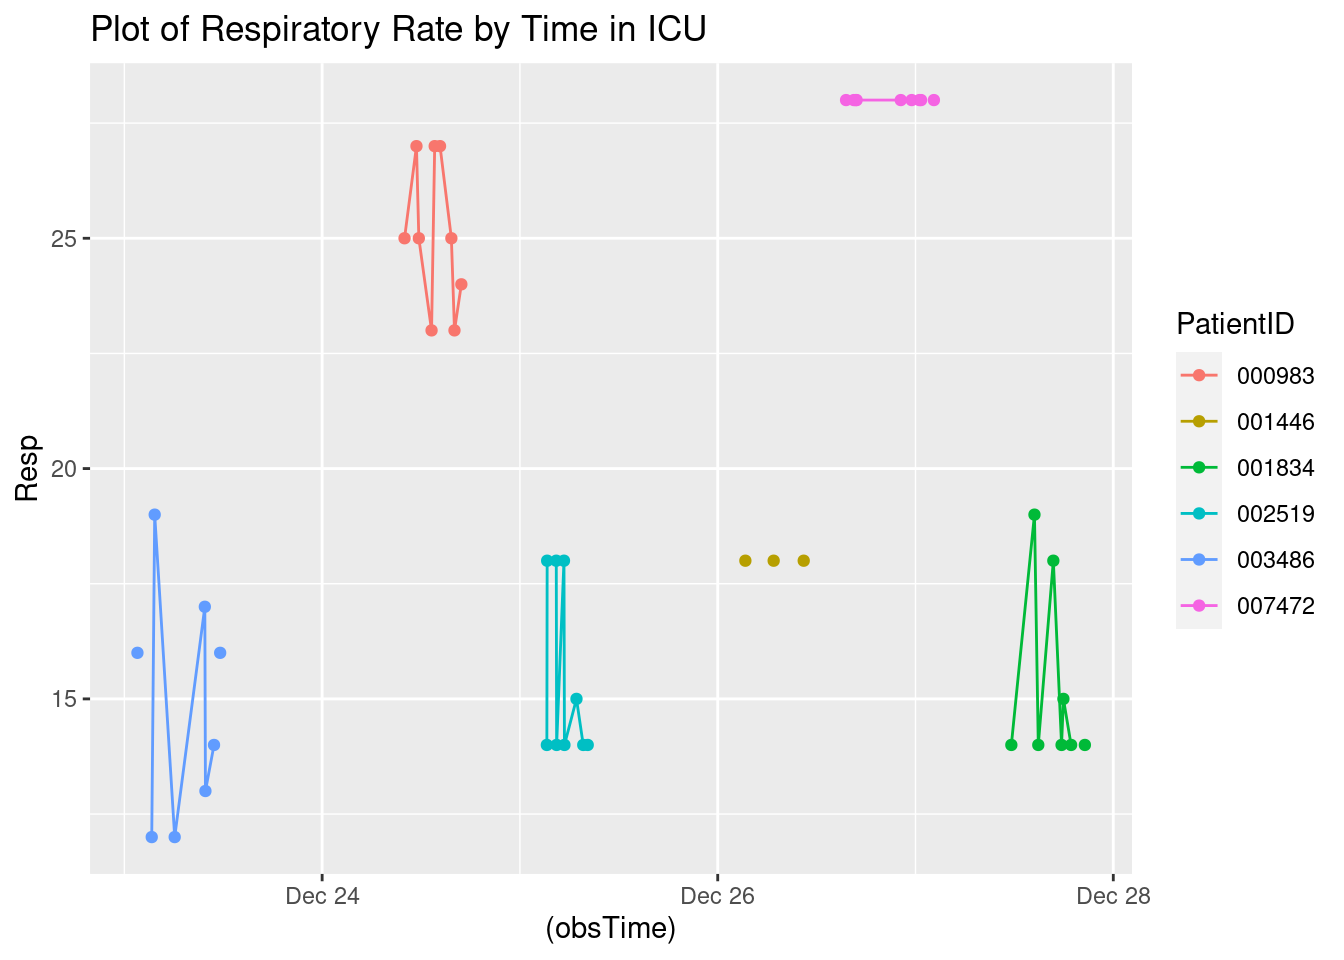 Plot of Respiratory Rate by Time in ICU
25
20
15
Resp
Dec 24
Dec 26
Dec 28
(obsTime)
PatientID
000983
001446
001834
002519
003486
007472